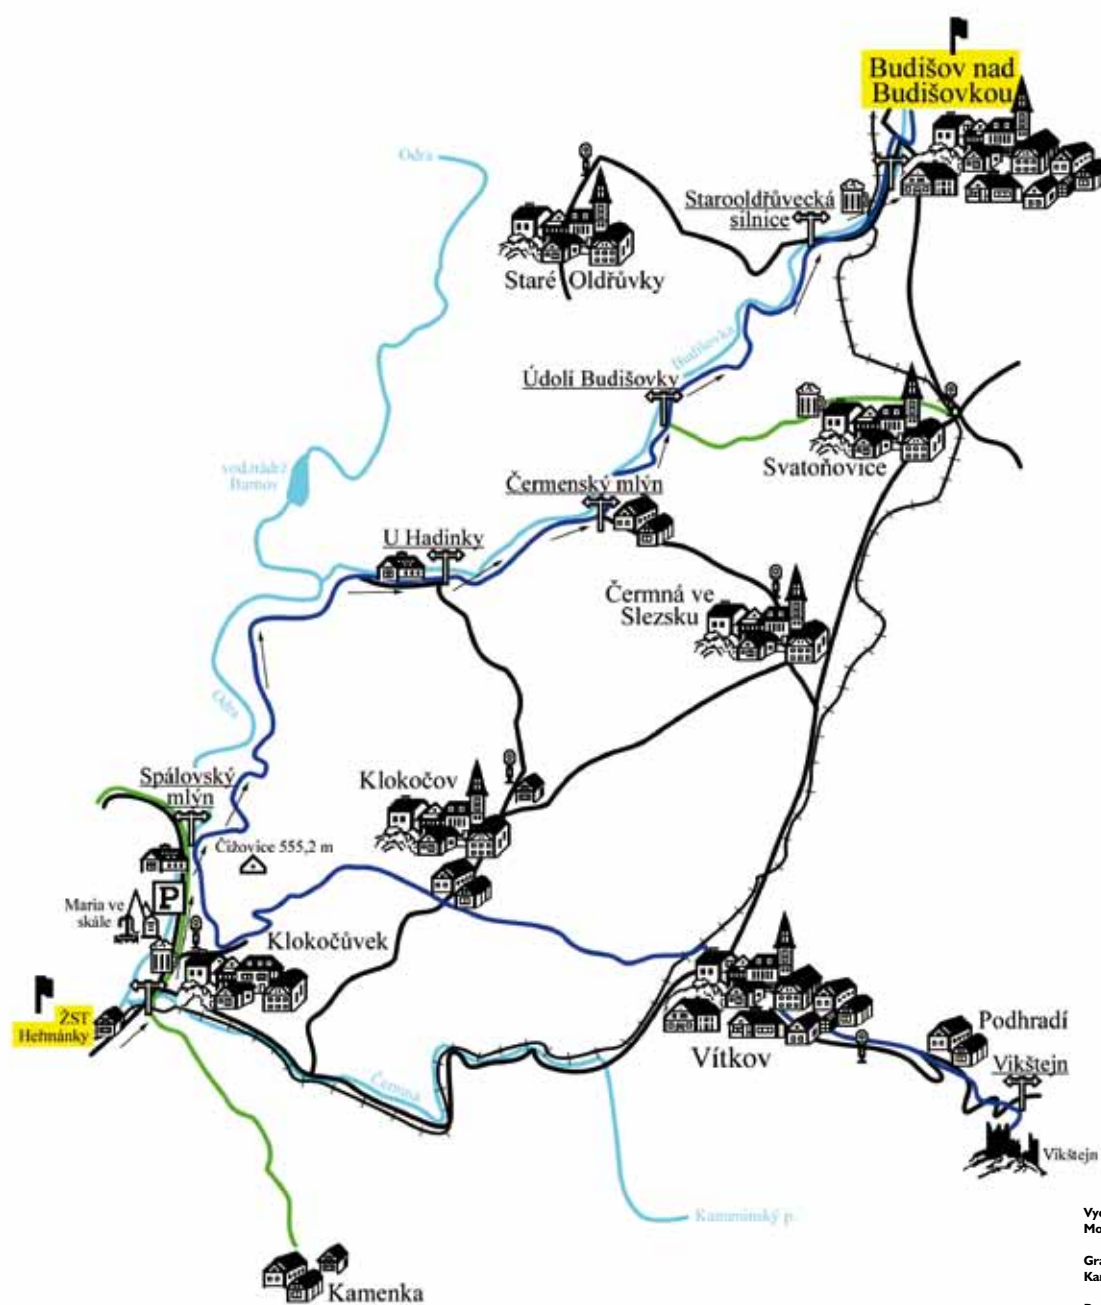 Budišov nad
Budišovkou
Odra
Starooldřůvecká
silnice
Staré Oldřůvky
Budišovka
Údolí Budišovky
Svatoňovice
vod.nádrž
Barnov
Čermenský mlýn
U Hadinky
Čermná ve
Slezsku
Odra
Spálovský
mlýn
Klokočov
Čižovice 555,2 m
P
Maria ve
skále
Klokočůvek
ŽST
Heřmánky
Vítkov
Podhradí
Vikštejn
Čermná
Vikštejn
Kamenka